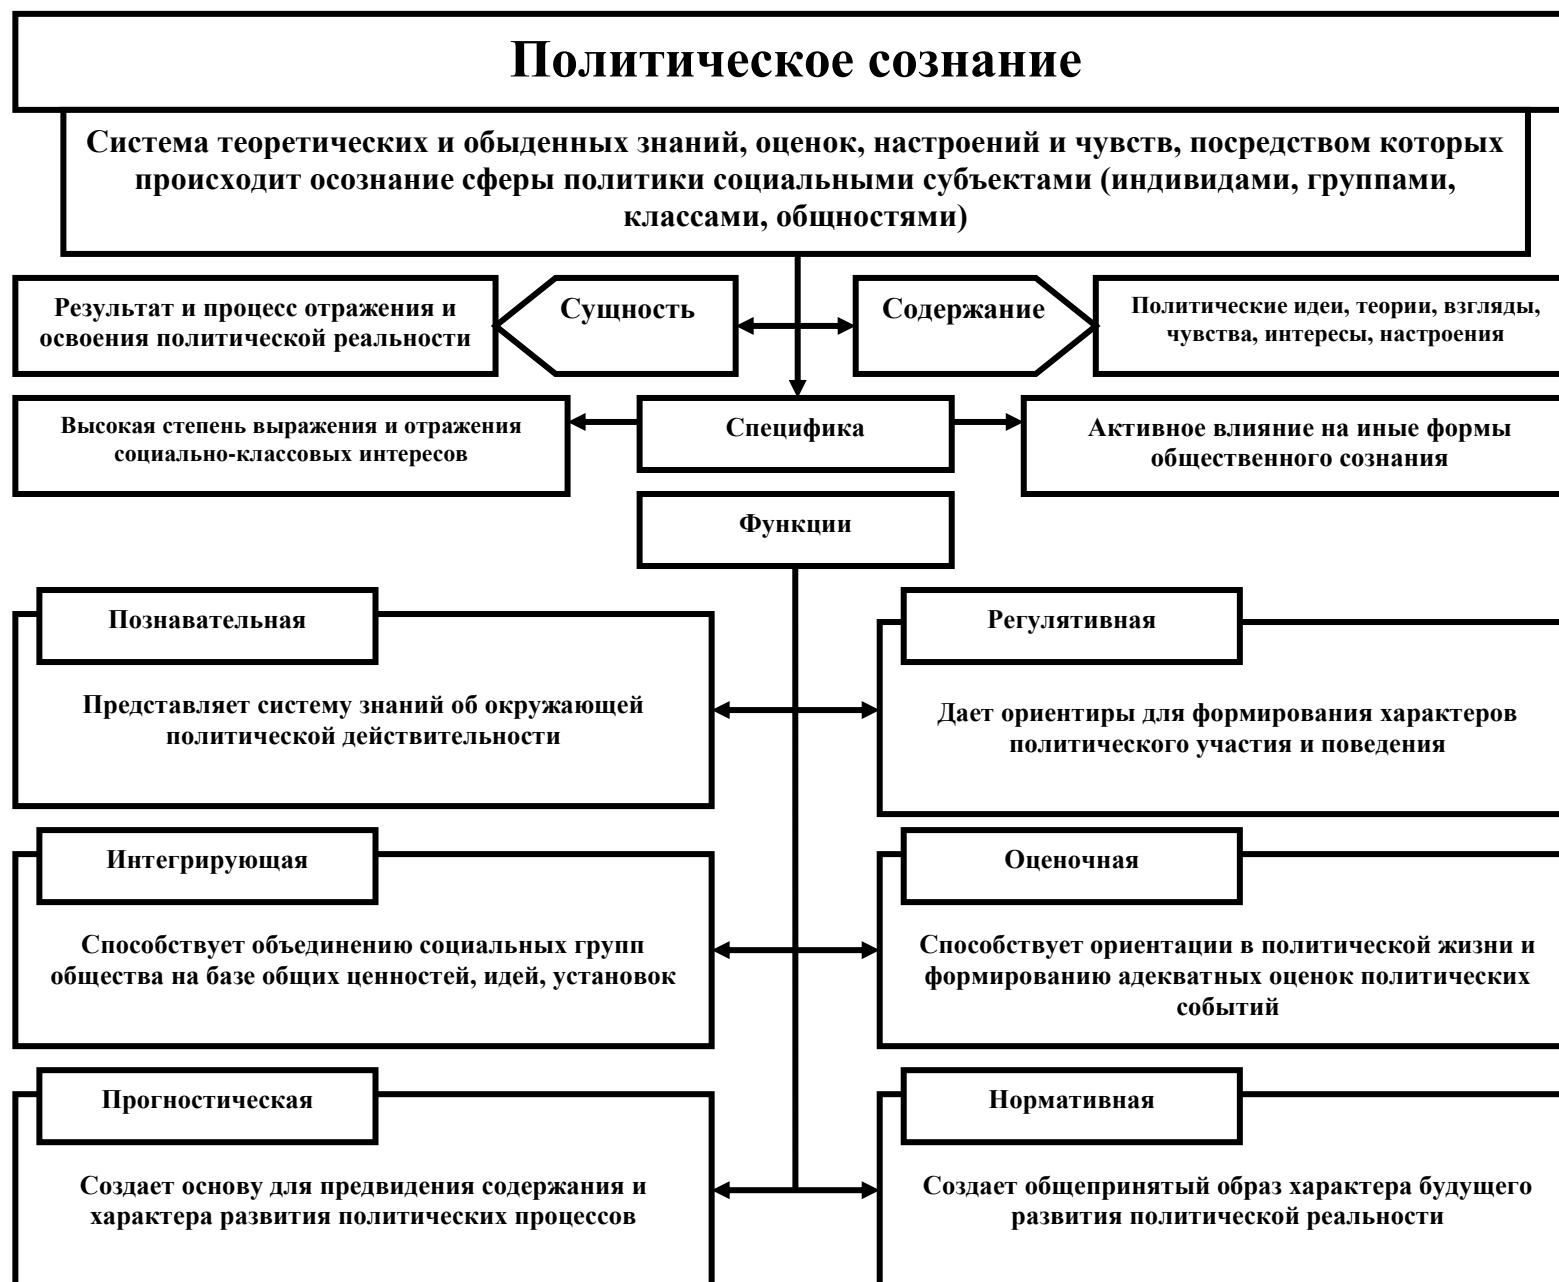 Политическое сознание
Система теоретических и обыденных знаний, оценок, настроений и чувств, посредством которых
происходит осознание сферы политики социальными субъектами (индивидами, группами,
классами, общностями)
Результат и процесс отражения и
освоения политической реальности
Сущность
Содержание
Политические идеи, теории, взгляды,
чувства, интересы, настроения
Высокая степень выражения и отражения
социально-классовых интересов
Специфика
Активное влияние на иные формы
общественного сознания
Функции
Познавательная
Представляет систему знаний об окружающей
политической действительности
Регулятивная
Дает ориентиры для формирования характеров
политического участия и поведения
Интегрирующая
Способствует объединению социальных групп
общества на базе общих ценностей, идей, установок
Оценочная
Способствует ориентации в политической жизни и
формированию адекватных оценок политических
событий
Прогностическая
Создает основу для предвидения содержания и
характера развития политических процессов
Нормативная
Создает общепринятый образ характера будущего
развития политической реальности